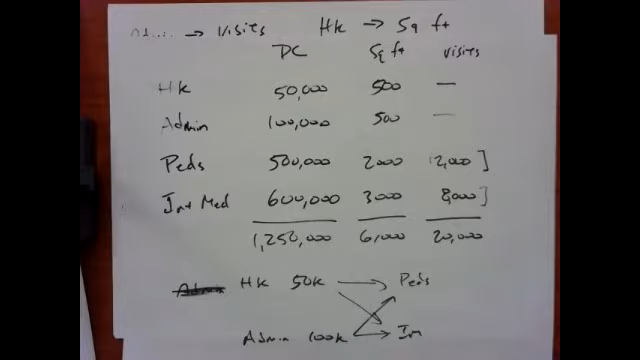 → Visits Hk → Sq ft
DC Sq ft visits
Hk 50,000 500 —
Admin 100,000 500 —
Peds 500,000 2000 12,000]
Int Med 600,000 3000 8,000]
1,250,000 6,000 20,000
Hk 50k → Peds
Admin 100k → Im